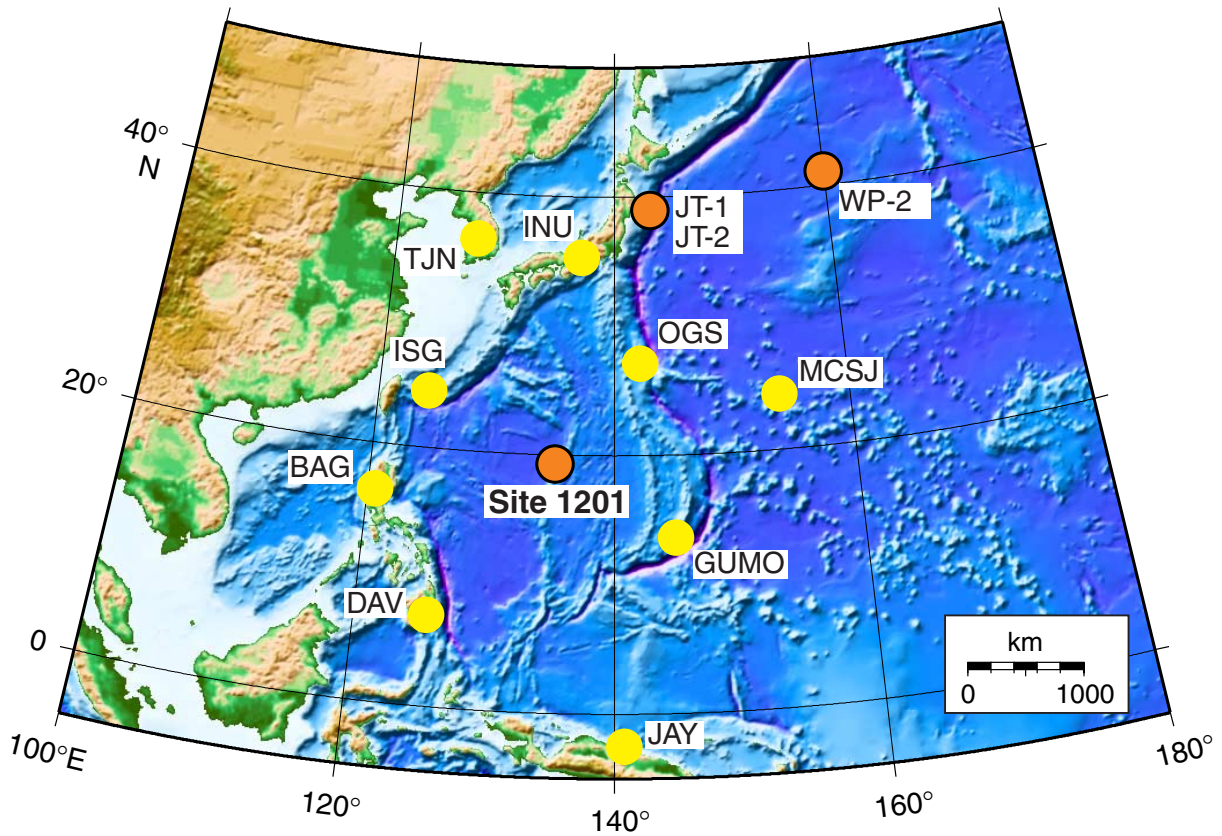 40°
N
JT-1
JT-2
WP-2
INU
TJN
OGS
ISG
MCSJ
20°
BAG
Site 1201
GUMO
DAV
km
0
1000
0
JAY
100°E
180°
120°
160°
140°